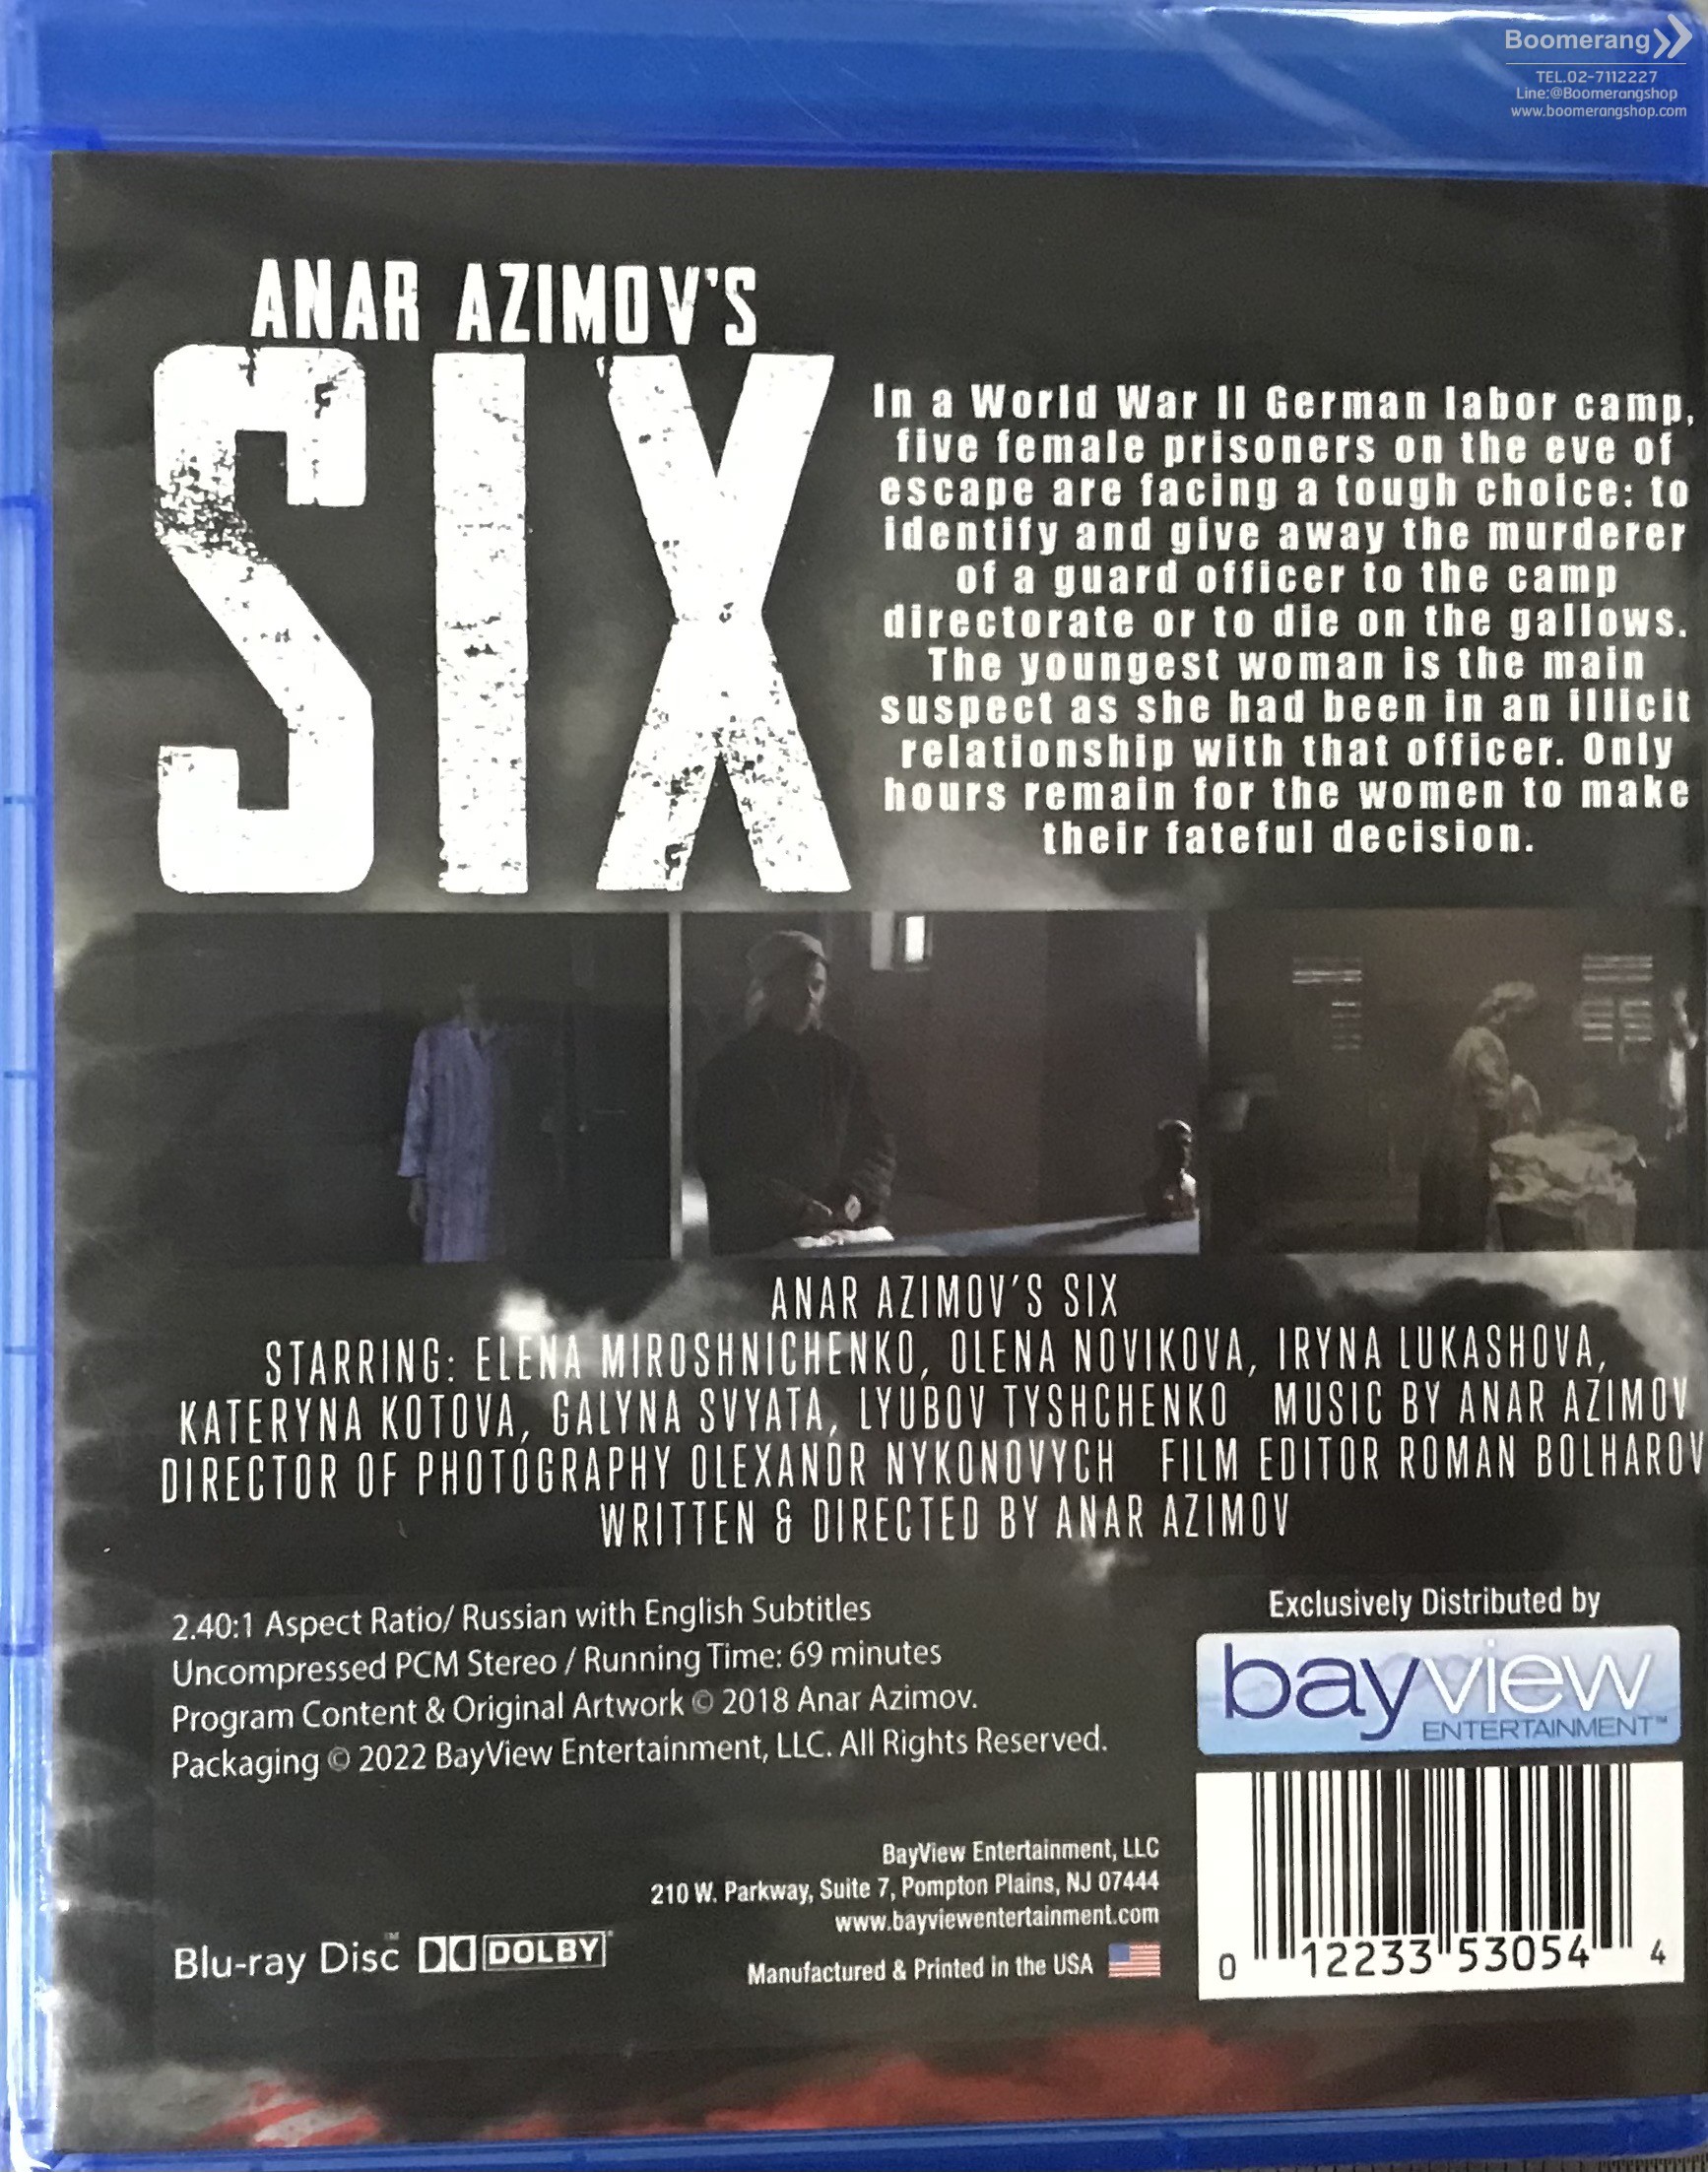 Boomerang
TEL.02-7112227
Line:@Boomerangshop
www.boomerangshop.com
ANAR AZIMOV'S
SIX
In a World War II German labor camp,
five female prisoners on the eve of
escape are facing a tough choice: to
identify and give away the murderer
of a guard officer to the camp
directorate or to die on the gallows.
The youngest woman is the main
suspect as she had been in an illicit
relationship with that officer. Only
hours remain for the women to make
their fateful decision.
ANAR AZIMOV'S SIX
STARRING: ELENA MIROSHNICHENKO, OLENA NOVIKOVA, IRYNA LUKASHOVA,
KATERYNA KOTOVA, GALYNA SVYATA, LYUBOV TYSHCHENKO MUSIC BY ANAR AZIMOV
DIRECTOR OF PHOTOGRAPHY OLEXANDR NYKONOVYCH FILM EDITOR ROMAN BOLHAROV
WRITTEN & DIRECTED BY ANAR AZIMOV
2.40:1 Aspect Ratio/ Russian with English Subtitles
Uncompressed PCM Stereo / Running Time: 69 minutes
Program Content & Original Artwork © 2018 Anar Azimov.
Packaging © 2022 BayView Entertainment, LLC. All Rights Reserved.
Exclusively Distributed by
bayview
ENTERTAINMENT™
BayView Entertainment, LLC
210 W. Parkway, Suite 7, Pompton Plains, NJ 07444
www.bayviewentertainment.com
Manufactured & Printed in the USA
Blu-ray Disc™ DOLBY
0 12233 53054 4